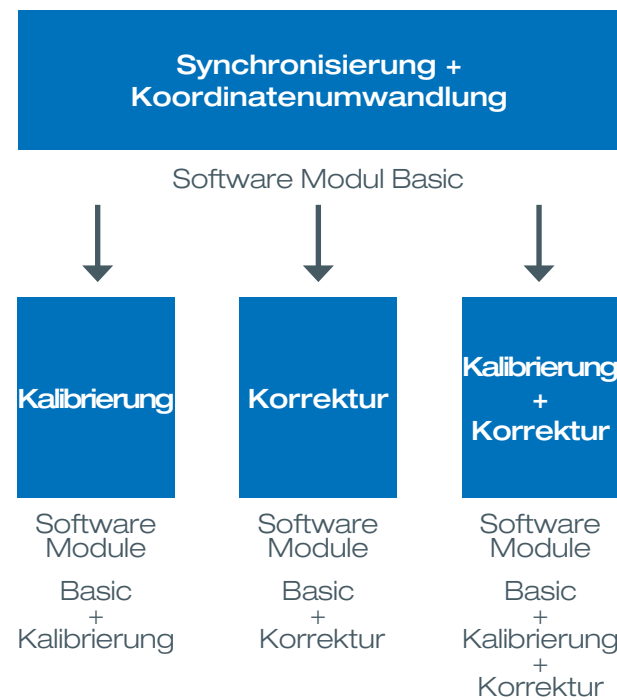 Synchronisierung +
Koordinatenumwandlung
Software Modul Basic
Kalibrierung
Korrektur
Kalibrierung
+
Korrektur
Software
Module
Basic
+
Kalibrierung
Software
Module
Basic
+
Korrektur
Software
Module
Basic
+
Kalibrierung
+
Korrektur